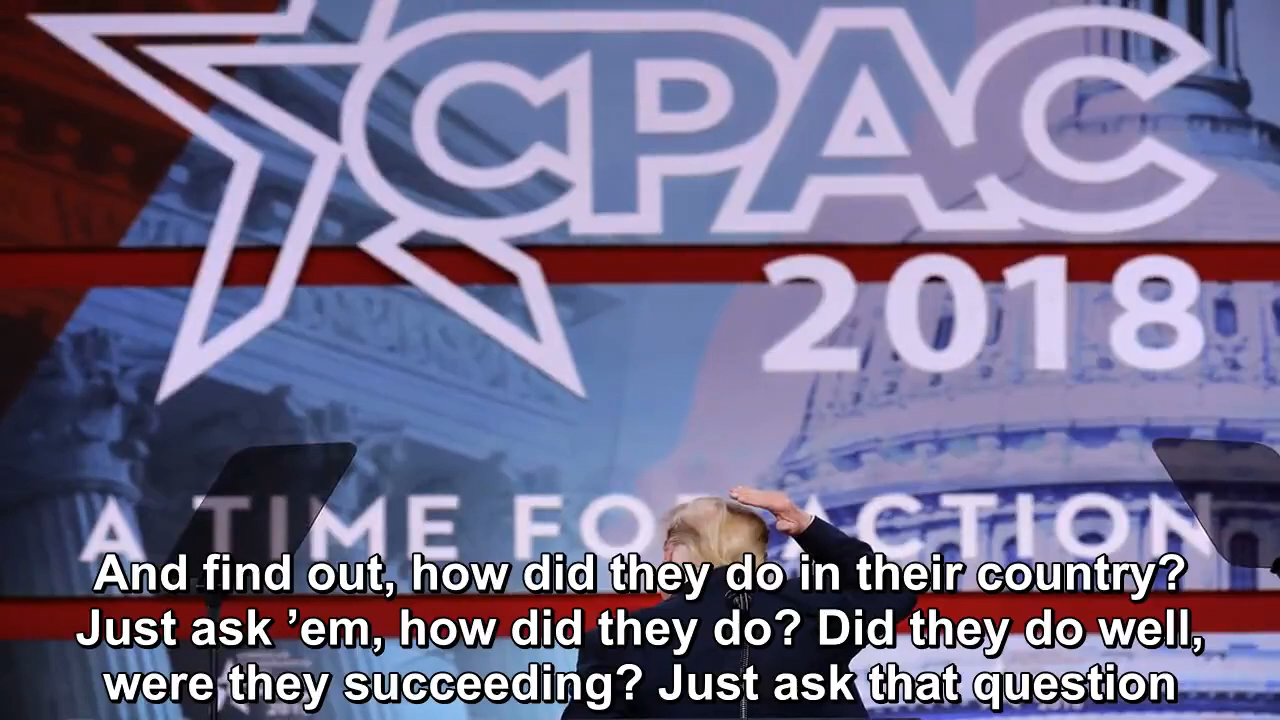 CPAC
2018
A TIME FOR ACTION
And find out, how did they do in their country?
Just ask ’em, how did they do? Did they do well,
were they succeeding? Just ask that question